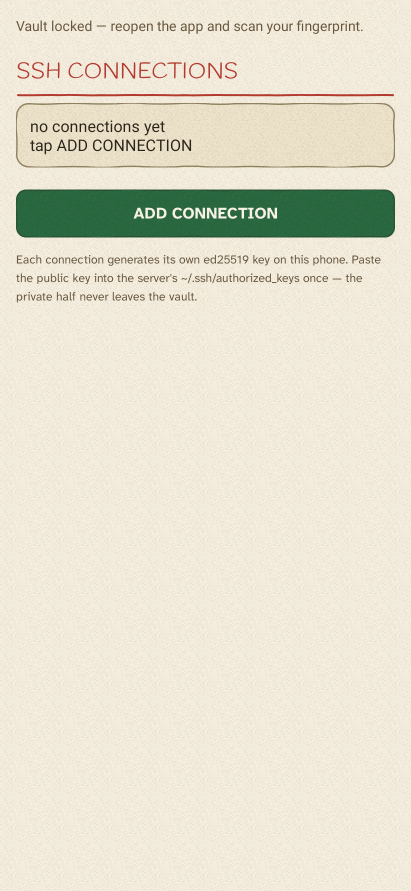 Vault locked — reopen the app and scan your fingerprint.
SSH CONNECTIONS
no connections yet
tap ADD CONNECTION
ADD CONNECTION
Each connection generates its own ed25519 key on this phone. Paste
the public key into the server's ~/.ssh/authorized_keys once — the
private half never leaves the vault.